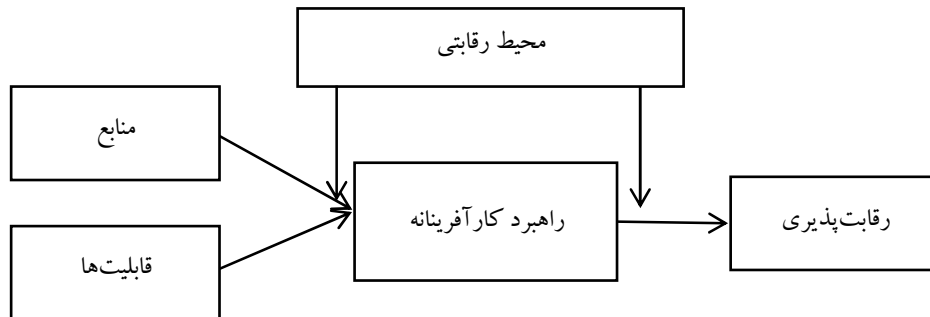 محیط رقابتی
منابع
راهبرد کارآفرینانه
رقابت‌پذیری
قابلیت‌ها